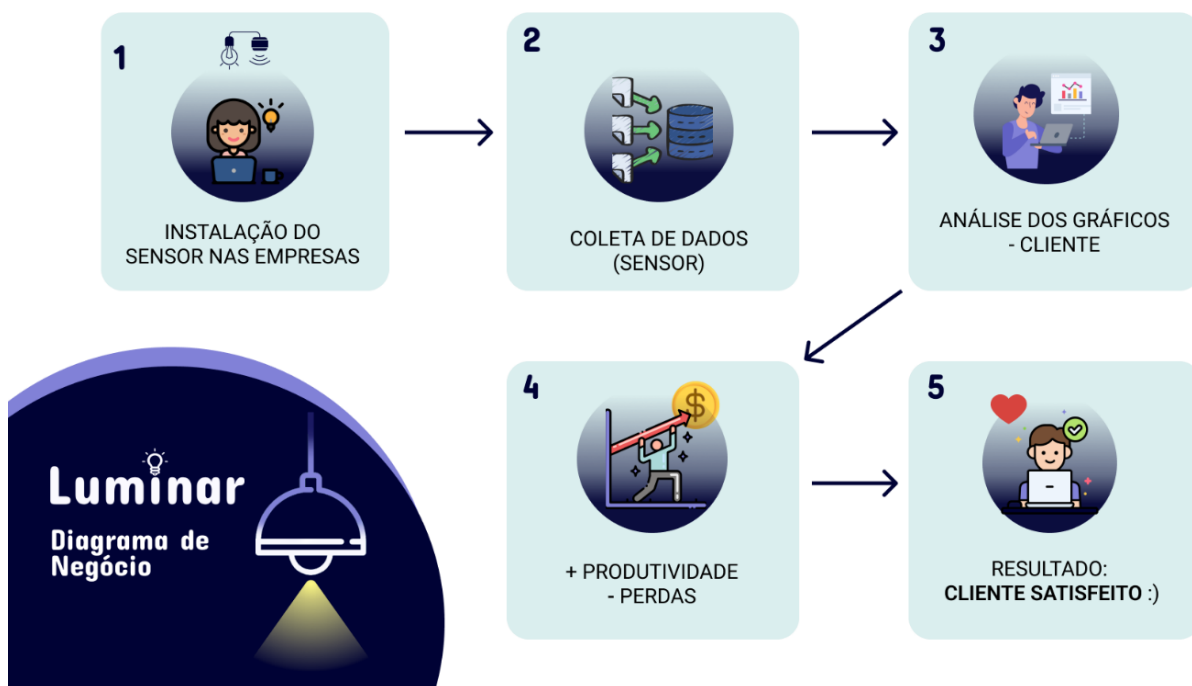 1
INSTALAÇÃO DO
SENSOR NAS EMPRESAS
2
COLETA DE DADOS
(SENSOR)
3
ANÁLISE DOS GRÁFICOS
- CLIENTE
4
$
+ PRODUTIVIDADE
- PERDAS
5
RESULTADO:
CLIENTE SATISFEITO :)
Luminar
Diagrama de
Negócio